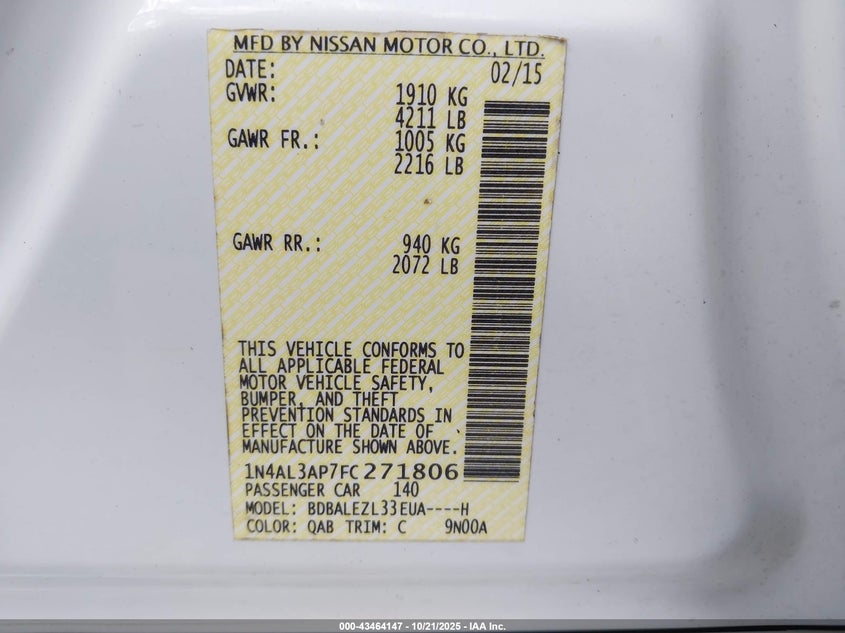 MFD BY NISSAN MOTOR CO., LTD.
DATE: 02/15
GVWR: 1910 KG
4211 LB
GAWR FR.: 1005 KG
2216 LB
GAWR RR.: 940 KG
2072 LB
THIS VEHICLE CONFORMS TO
ALL APPLICABLE FEDERAL
MOTOR VEHICLE SAFETY,
BUMPER, AND THEFT
PREVENTION STANDARDS IN
EFFECT ON THE DATE OF
MANUFACTURE SHOWN ABOVE.
1N4AL3AP7FC271806
PASSENGER CAR 140
MODEL: BDBALEZL33EUA----H
COLOR: QAB TRIM: C 9N00A
000-43464147 - 10/21/2025 - IAA Inc.